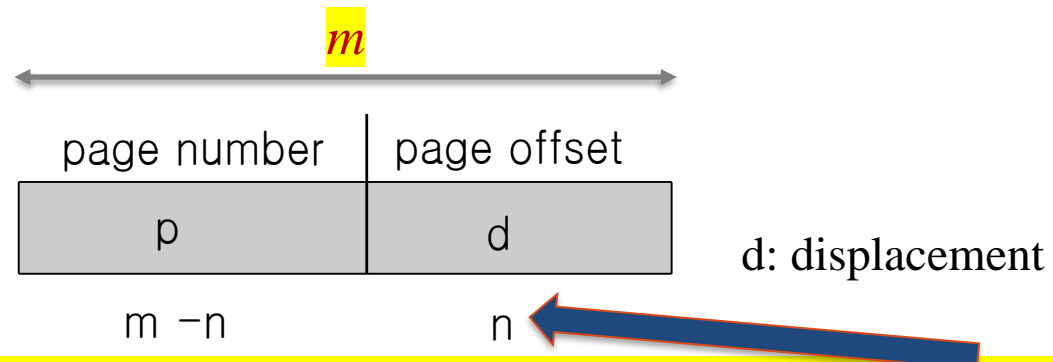 m
page number page offset
p d
d: displacement
m −n n